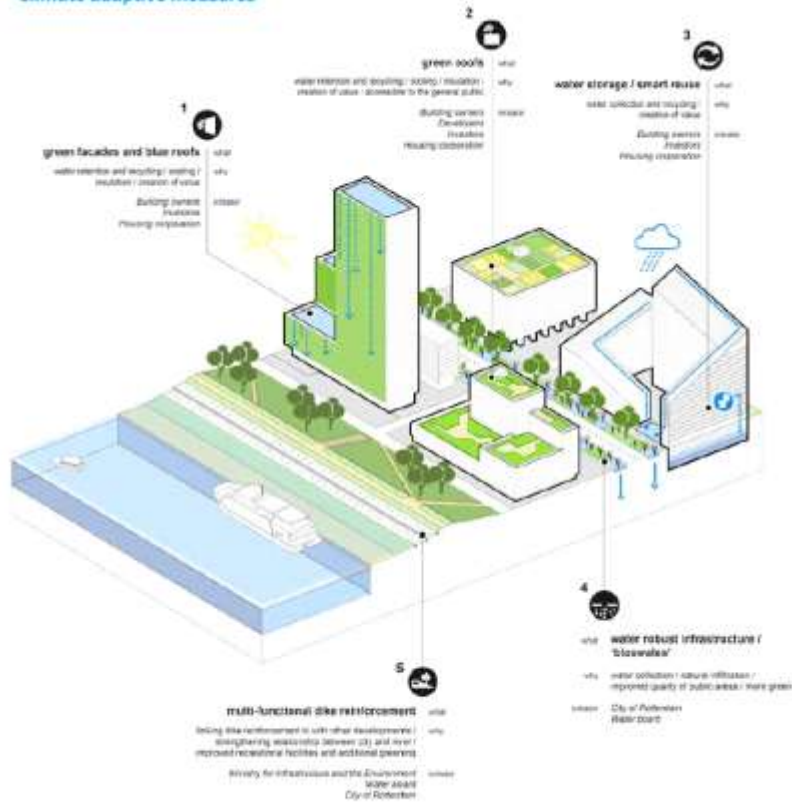 climate adaptive measures
1
green facades and blue roofs what
water retention and recycling / cooling / why
insulation / creation of value
Building owners initiator
Investors
Housing corporation
2
green roofs what
water retention and recycling / cooling / insulation / why
creation of value / accessible to the general public
Building owners initiator
Developers
Investors
Housing corporation
3
water storage / smart reuse what
water collection and recycling / why
creation of value
Building owners initiator
Investors
Housing corporation
4
what water robust infrastructure /
'bioswales'
why water collection / natural infiltration /
improved quality of public areas / more green
initiator City of Rotterdam
Water board
5
multi-functional dike reinforcement what
linking dike reinforcement to with other developments / why
strengthening relationship between city and river /
improved recreational facilities and additional greening
Ministry for Infrastructure and the Environment initiator
Water board
City of Rotterdam